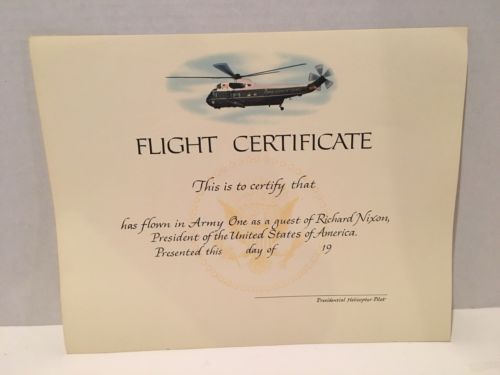 FLIGHT CERTIFICATE
This is to certify that
has flown in Army One as a guest of Richard Nixon,
President of the United States of America.
Presented this day of 19
Presidential Helicopter Pilot